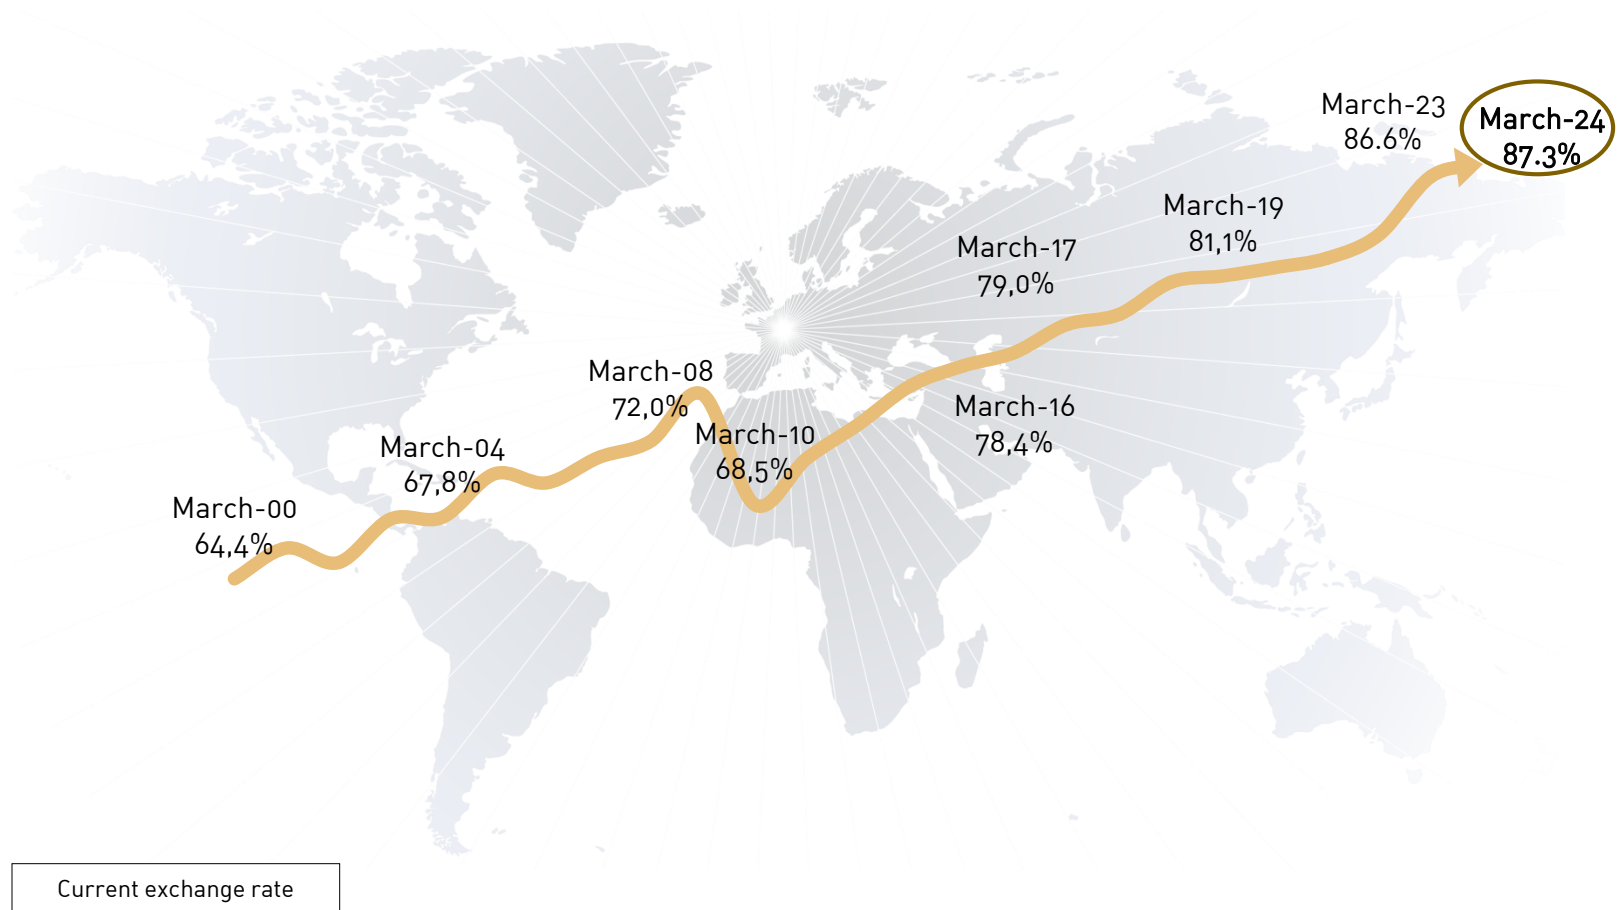 March-23
86.6%
March-24
87.3%
March-19
81,1%
March-17
79,0%
March-08
72,0%
March-16
78,4%
March-10
68,5%
March-04
67,8%
March-00
64,4%
Current exchange rate